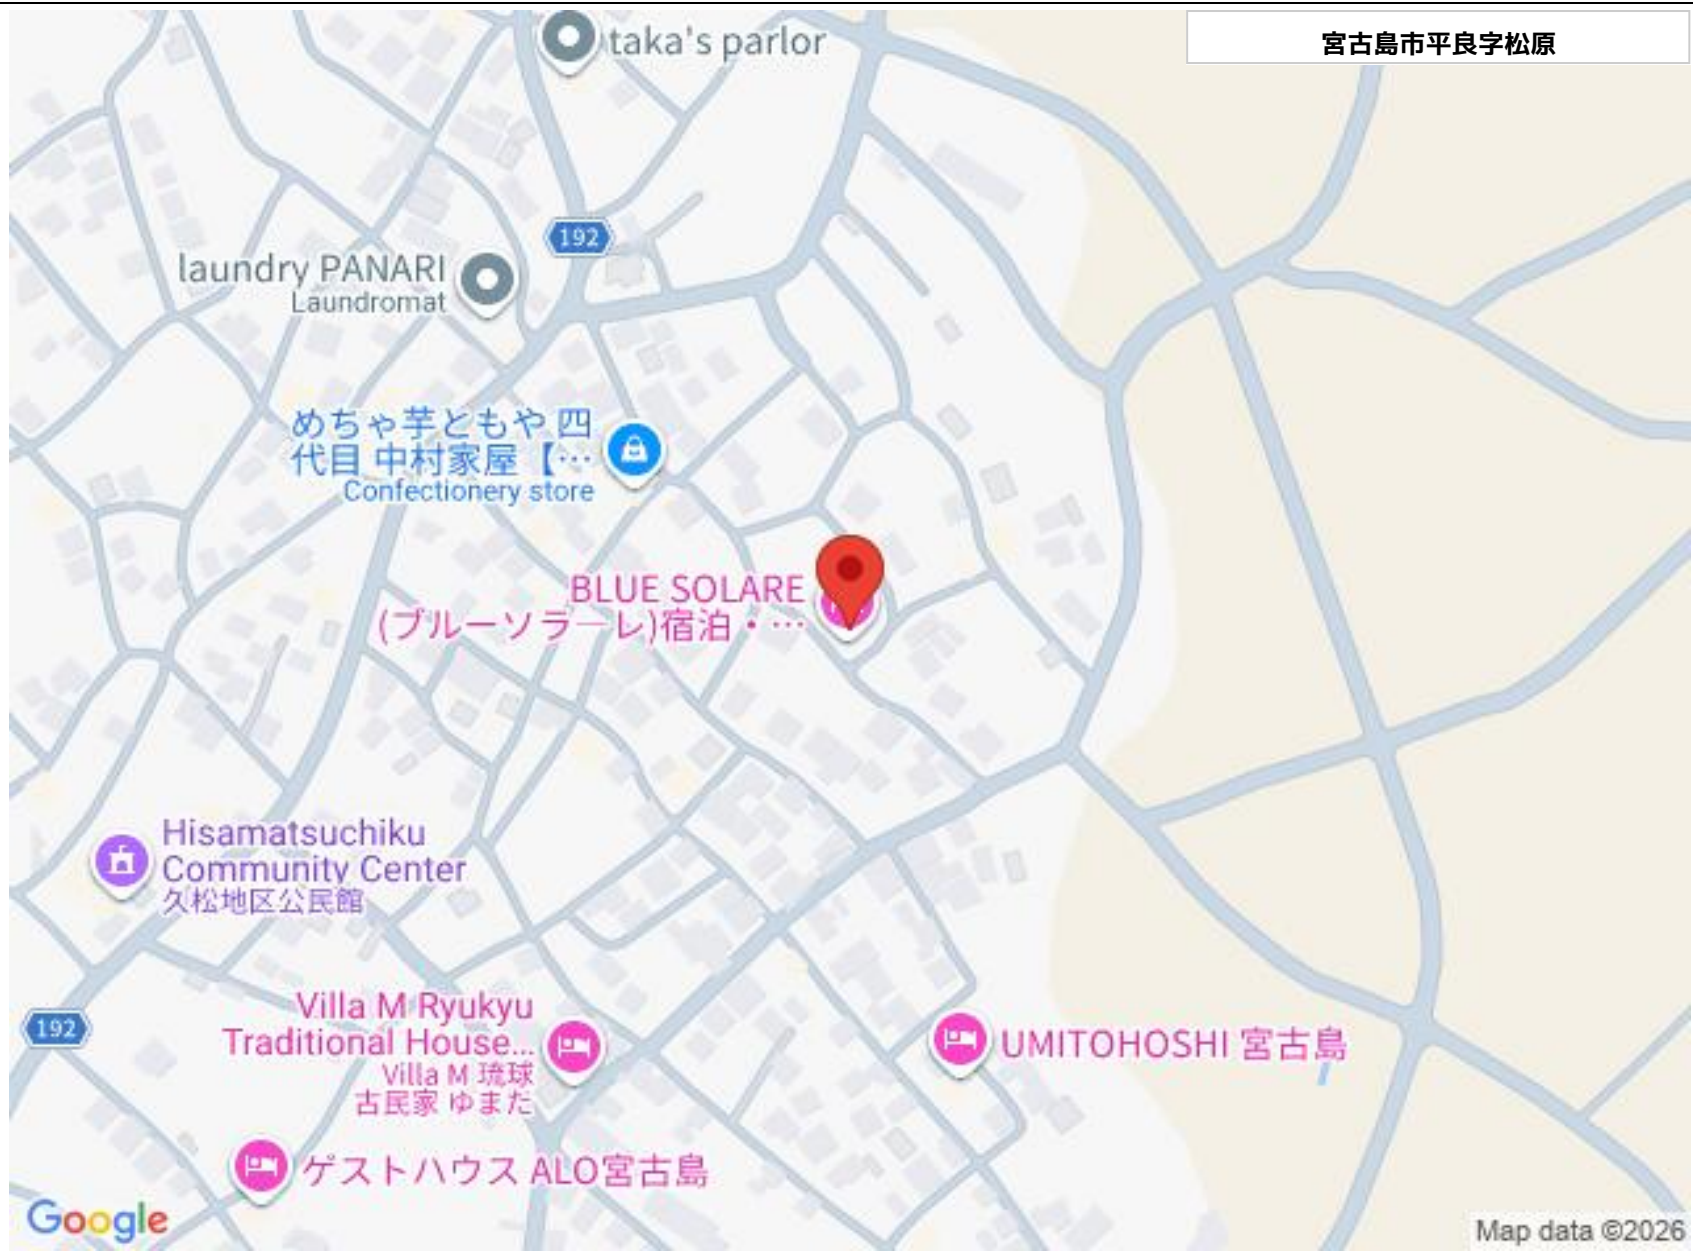 宮古島市平良字松原
taka's parlor
192
laundry PANARI
Laundromat
めちゃ芋ともや 四
代目 中村家屋【…
Confectionery store
BLUE SOLARE
(ブルーソラーレ)宿泊・…
Hisamatsuchiku
Community Center
久松地区公民館
192
Villa M Ryukyu
Traditional House...
Villa M 琉球
古民家 ゆまだ
UMITOHOSHI 宮古島
ゲストハウス ALO宮古島
Google
Map data ©2026